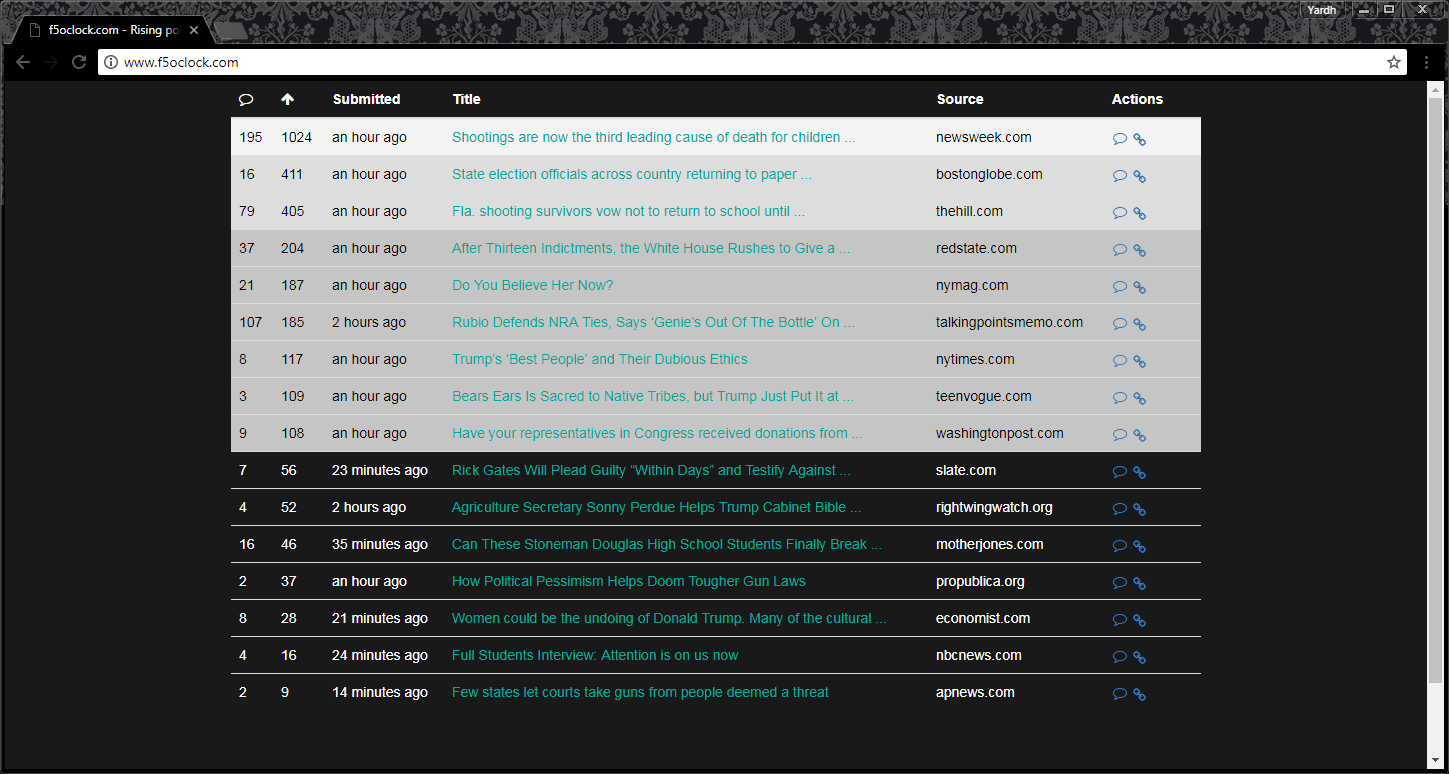 Yardh
f5oclock.com - Rising po
www.f5oclock.com
Submitted Title Source Actions
195 1024 an hour ago Shootings are now the third leading cause of death for children ... newsweek.com
16 411 an hour ago State election officials across country returning to paper ... bostonglobe.com
79 405 an hour ago Fla. shooting survivors vow not to return to school until ... thehill.com
37 204 an hour ago After Thirteen Indictments, the White House Rushes to Give a ... redstate.com
21 187 an hour ago Do You Believe Her Now? nymag.com
107 185 2 hours ago Rubio Defends NRA Ties, Says ‘Genie’s Out Of The Bottle’ On ... talkingpointsmemo.com
8 117 an hour ago Trump’s ‘Best People’ and Their Dubious Ethics nytimes.com
3 109 an hour ago Bears Ears Is Sacred to Native Tribes, but Trump Just Put It at ... teenvogue.com
9 108 an hour ago Have your representatives in Congress received donations from ... washingtonpost.com
7 56 23 minutes ago Rick Gates Will Plead Guilty “Within Days” and Testify Against ... slate.com
4 52 2 hours ago Agriculture Secretary Sonny Perdue Helps Trump Cabinet Bible ... rightwingwatch.org
16 46 35 minutes ago Can These Stoneman Douglas High School Students Finally Break ... motherjones.com
2 37 an hour ago How Political Pessimism Helps Doom Tougher Gun Laws propublica.org
8 28 21 minutes ago Women could be the undoing of Donald Trump. Many of the cultural ... economist.com
4 16 24 minutes ago Full Students Interview: Attention is on us now nbcnews.com
2 9 14 minutes ago Few states let courts take guns from people deemed a threat apnews.com